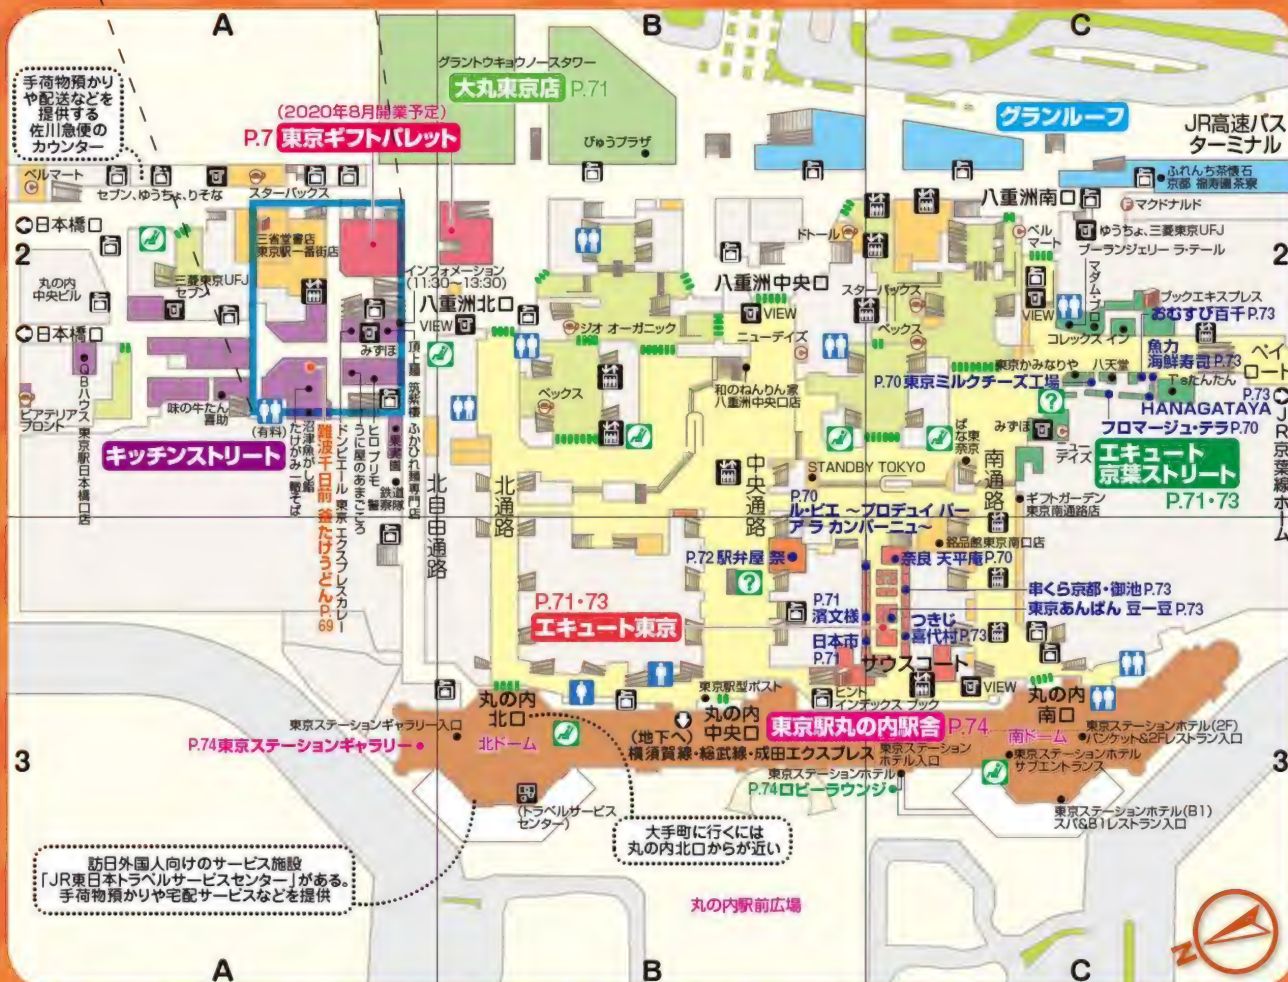 A
B
C
手荷物預かり
や配送などを
提供する
佐川急便の
カウンター
グラントウキョウノースタワー
大丸東京店 P.71
(2020年8月開業予定)
P.7 東京ギフトパレット
びゅうプラザ
グランルーフ
JR高速バス
ターミナル
ベルマート
セブン、ゆうちょ、りそな
スターバックス
ふれんち茶懐石
京都 福寿園茶寮
マクドナルド
八重洲南口
日本橋口
三省堂書店
東京駅一番街店
ドトール
ベル
マート
ゆうちょ、三菱東京UFJ
ブーランジェリー ラ・テール
2
2
丸の内
中央ビル
三菱東京UFJ
セブン
インフォメーション
(11:30〜13:30)
八重洲北口
八重洲中央口
スターバックス
マダム・ブロ
ブックエキスプレス
おむすび百千 P.73
日本橋口
VIEW
みずほ
ジオ オーガニック
ニューデイズ
VIEW
ベックス
VIEW
コレックス イン
魚力
海鮮寿司 P.73
ベイ
ロート
QBハウス 東京駅日本橋口店
ビアテリア
プロント
味の牛たん
喜助
(有料)
キッチンストリート
頂上麺 筑紫樓 ふかひれ麺専門店
ベックス
和のねんりん家
八重洲中央口店
P.70 東京ミルクチーズ工場
東京かみなりや
八天堂
T'sたんたん
P.73
HANAGATAYA
フロマージュ・テラ P.70
みずほ
ニュー
デイズ
エキュート
京葉ストリート
P.71・73
JR京葉線ホーム
たけがみ 一轍そば
沼津魚がし鮨
難波千日前 釜たけうどん P.69
ドンピエール 東京 エクスプレスカレー
うに屋のあまごころ
ヒロ プリモ
果実園
鉄道
警察隊
北自由通路
北通路
中央通路
南通路
ばな奈
東京
STANDBY TOKYO
P.70
ル・ビエ 〜プロデュイ パー
ア ラ カンパーニュ〜
ギフトガーデン
東京南通路店
銘品館東京南口店
P.72 駅弁屋 祭
奈良 天平庵 P.70
P.71・73
エキュート東京
P.71
濱文様
日本市
P.71
つきじ
喜代村 P.73
串くら京都・御池 P.73
東京あんぱん 豆一豆 P.73
サウスコート
VIEW
東京駅型ポスト
ヒント
インデックス ブック
丸の内
北口
丸の内
中央口
東京駅丸の内駅舎 P.74
丸の内
南口
東京ステーションギャラリー入口
P.74 東京ステーションギャラリー
北ドーム
(地下へ)
横須賀線・総武線・成田エクスプレス
東京ステーション
ホテル入口
南ドーム
東京ステーションホテル(2F)
バンケット&2Fレストラン入口
東京ステーションホテル
サブエントランス
3
3
東京ステーションホテル
P.74 ロビーラウンジ
(トラベルサービス
センター)
東京ステーションホテル(B1)
スパ&B1レストラン入口
大手町に行くには
丸の内北口からが近い
訪日外国人向けのサービス施設
「JR東日本トラベルサービスセンター」がある。
手荷物預かりや宅配サービスなどを提供
丸の内駅前広場
N
A
B
C